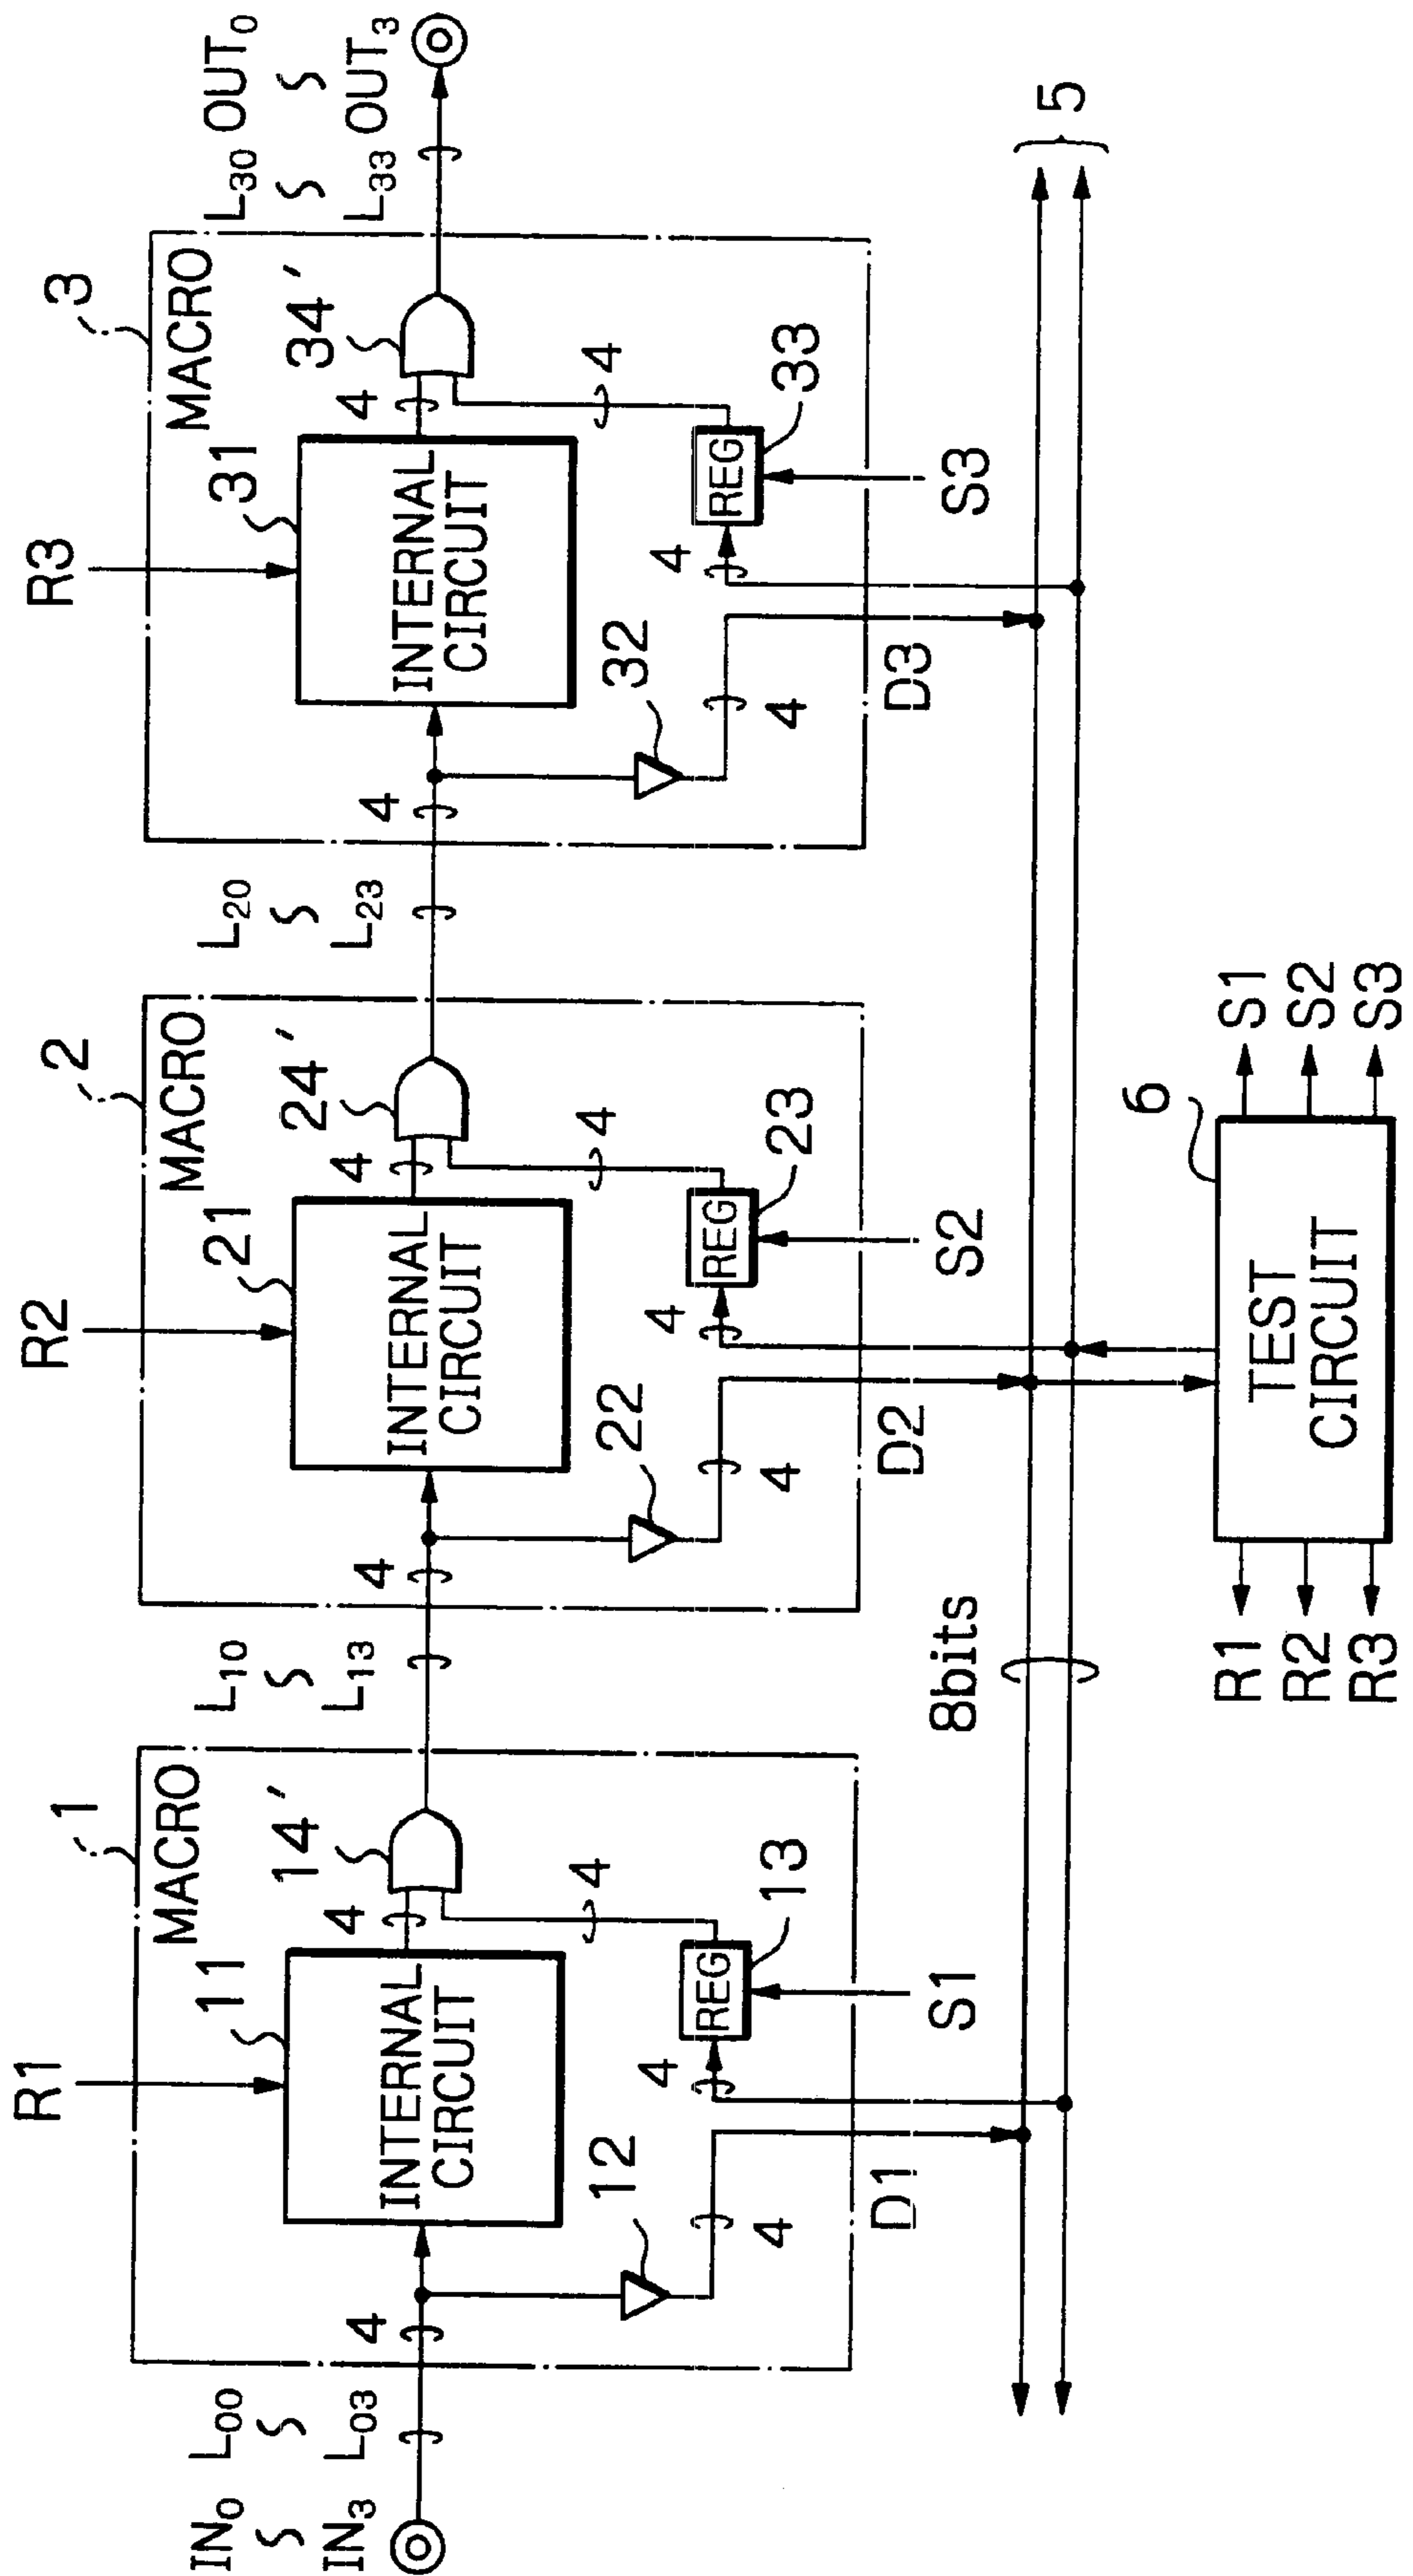 R1
R2
R3
1
2
3
MACRO
MACRO
MACRO
IN0 L00
S
S
IN3 L03
L10
S
L13
L20
S
L23
L30 OUT0
S
S
L33 OUT3
11
14′
21
24′
31
34′
4
INTERNAL
CIRCUIT
4
4
INTERNAL
CIRCUIT
4
4
INTERNAL
CIRCUIT
4
12
4
4
22
4
4
32
4
4
REG
13
REG
23
REG
33
4
4
4
D1
S1
D2
S2
D3
S3
8bits
5
6
R1
R2
R3
TEST
CIRCUIT
S1
S2
S3